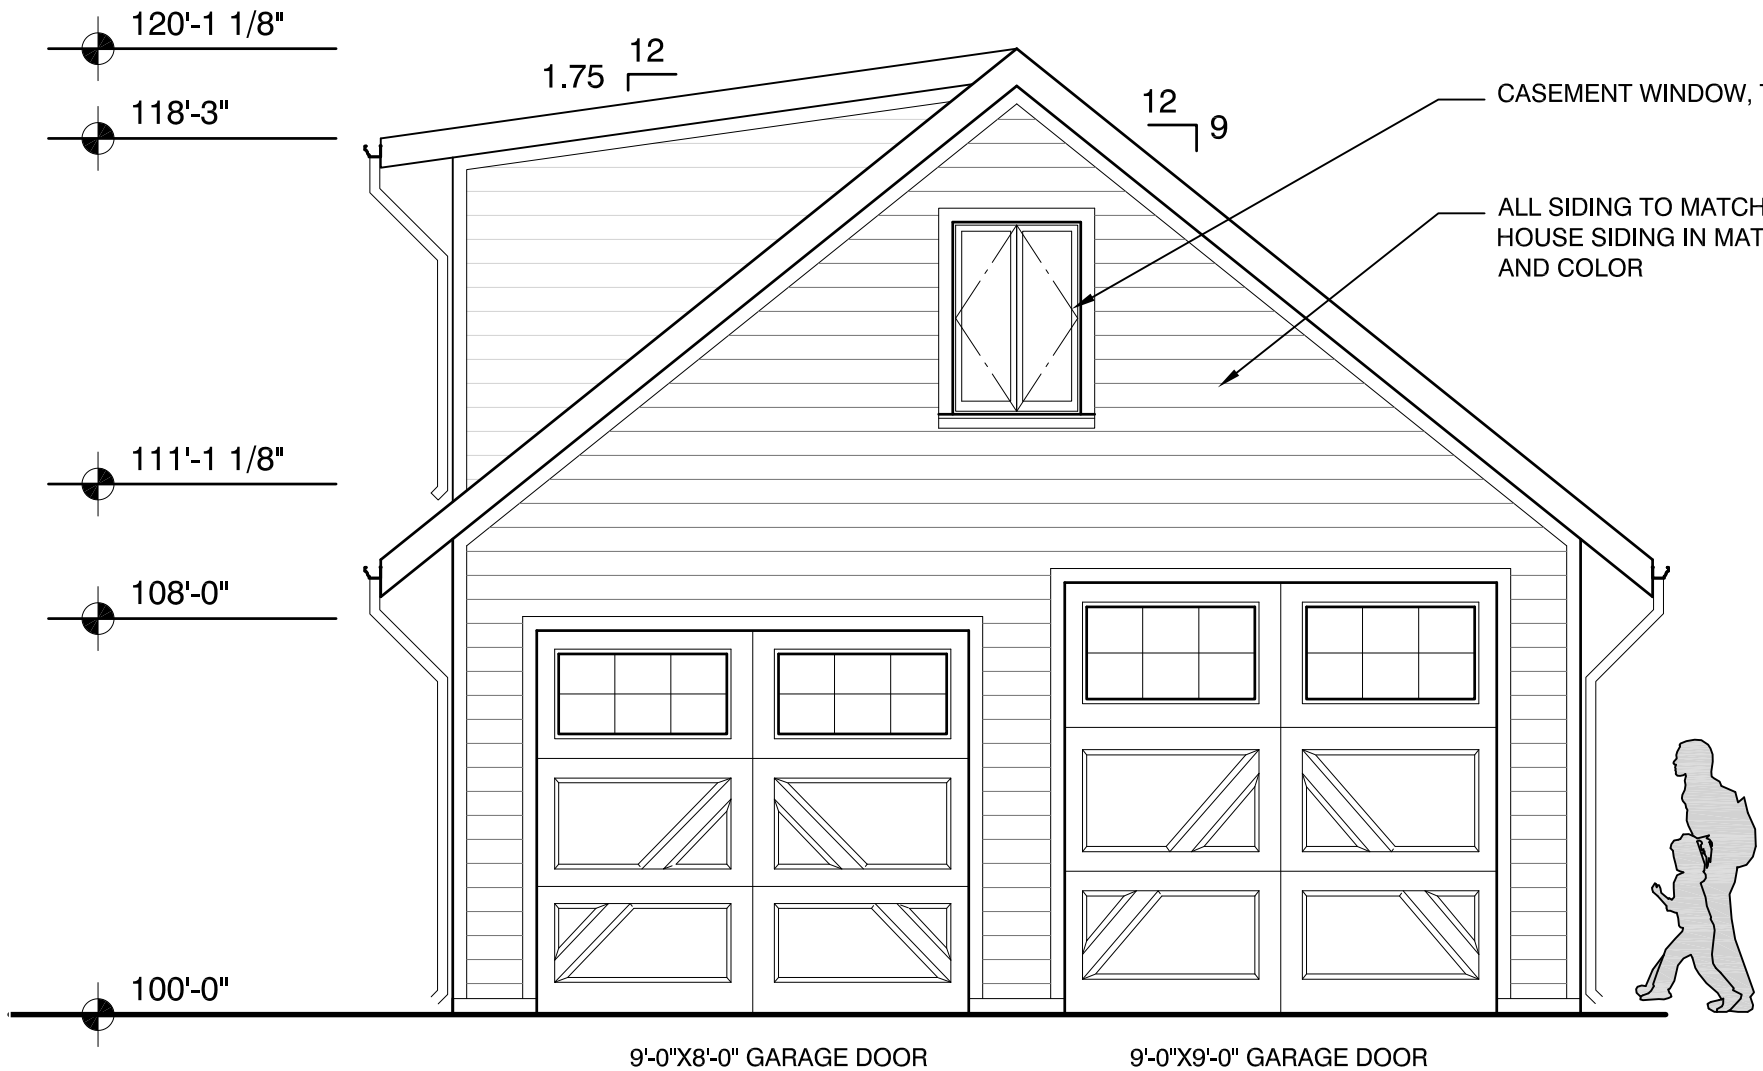 120'-1 1/8"
118'-3"
111'-1 1/8"
108'-0"
100'-0"
12
1.75
12
9
CASEMENT WINDOW,
ALL SIDING TO MATCH
HOUSE SIDING IN
AND COLOR
9'-0"X8'-0" GARAGE DOOR
9'-0"X9'-0" GARAGE DOOR